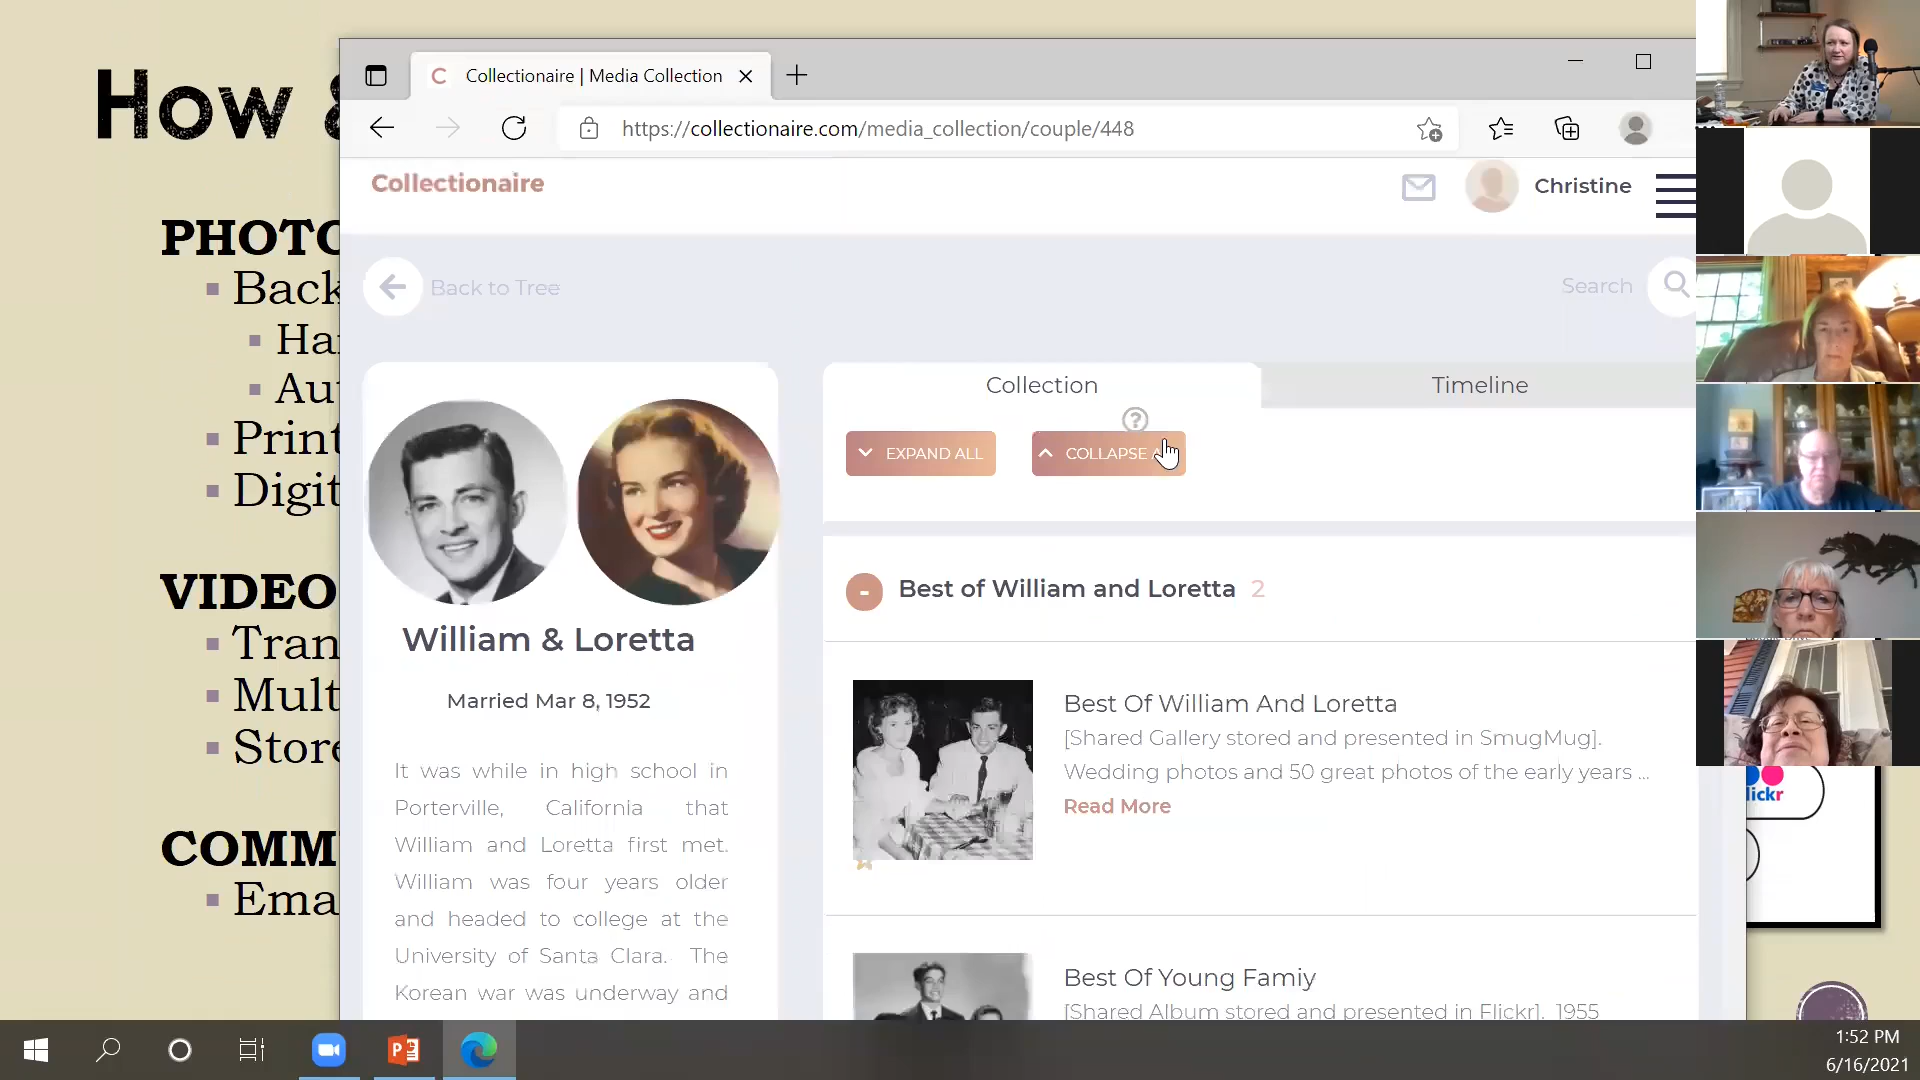 How &
PHOTO
Back
Har
Aut
Print
Digit
VIDEO
Tran
Mult
Store
COMM
Ema
Collectionaire | Media Collection
https://collectionaire.com/media_collection/couple/448
Collectionaire
Christine
Back to Tree
Search
William & Loretta
Married Mar 8, 1952
It was while in high school in
Porterville, California that
William and Loretta first met.
William was four years older
and headed to college at the
University of Santa Clara. The
Korean war was underway and
Collection
Timeline
EXPAND ALL
COLLAPSE
Best of William and Loretta 2
Best Of William And Loretta
[Shared Gallery stored and presented in SmugMug].
Wedding photos and 50 great photos of the early years ...
Read More
Best Of Young Famiy
[Shared Album stored and presented in Flickr]. 1955
lickr
1:52 PM
6/16/2021